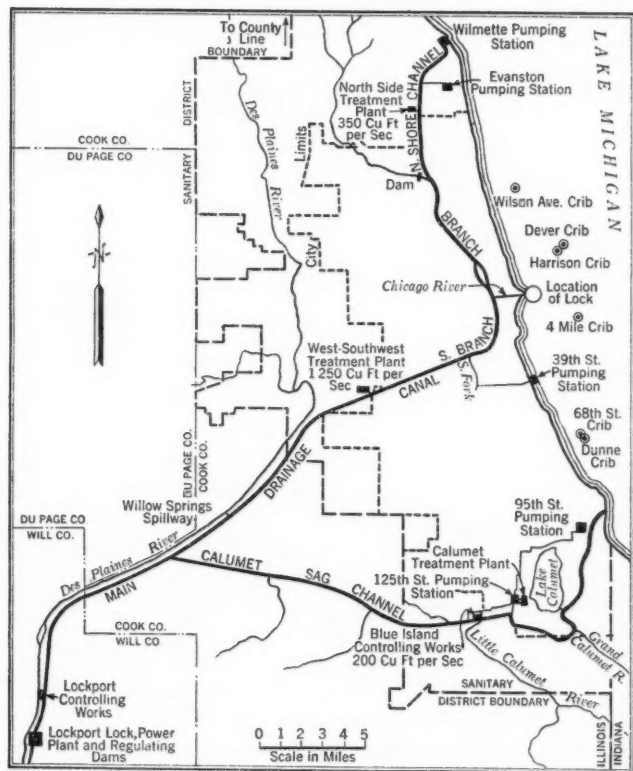 To County
Line
BOUNDARY
Wilmette Pumping
Station
LAKE MICHIGAN
Evanston
Pumping Station
North Side
Treatment
Plant
350 Cu Ft
per Sec
N. SHORE CHANNEL
DISTRICT
SANITARY
Des Plaines
River
Limits
City
COOK CO.
DU PAGE CO
Dam
Wilson Ave. Crib
Dever Crib
Harrison Crib
BRANCH
Chicago River
Location
of Lock
4 Mile Crib
N
West-Southwest
Treatment Plant
1 250 Cu Ft per
Sec
S. BRANCH
S. Fork
CANAL
39th St.
Pumping
Station
68th St.
Crib
Dunne
Crib
DRAINAGE
DU PAGE CO.
COOK CO.
Willow Springs
Spillway
DU PAGE CO
WILL CO.
95th St.
Pumping
Station
Des Plaines River
MAIN
CALUMET SAG CHANNEL
Calumet
Treatment Plant
125th St. Pumping
Station
Lake
Calumet
COOK CO.
WILL CO.
Blue Island
Controlling Works
200 Cu Ft per Sec
Grand
Calumet R.
Little Calumet
River
Lockport
Controlling
Works
SANITARY
DISTRICT BOUNDARY
Lockport Lock, Power
Plant and Regulating
Dams
0 1 2 3 4 5
Scale in Miles
ILLINOIS
INDIANA